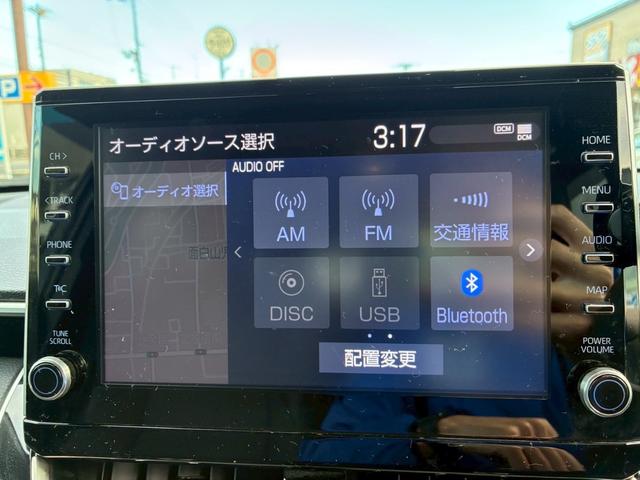 オーディオソース選択
3:17
DCM
DCM
AUDIO OFF
オーディオ選択
AM
FM
交通情報
DISC
USB
Bluetooth
配置変更
CH >
< TRACK
PHONE
TUNE
SCROLL
HOME
MENU
AUDIO
MAP
POWER
VOLUME
P